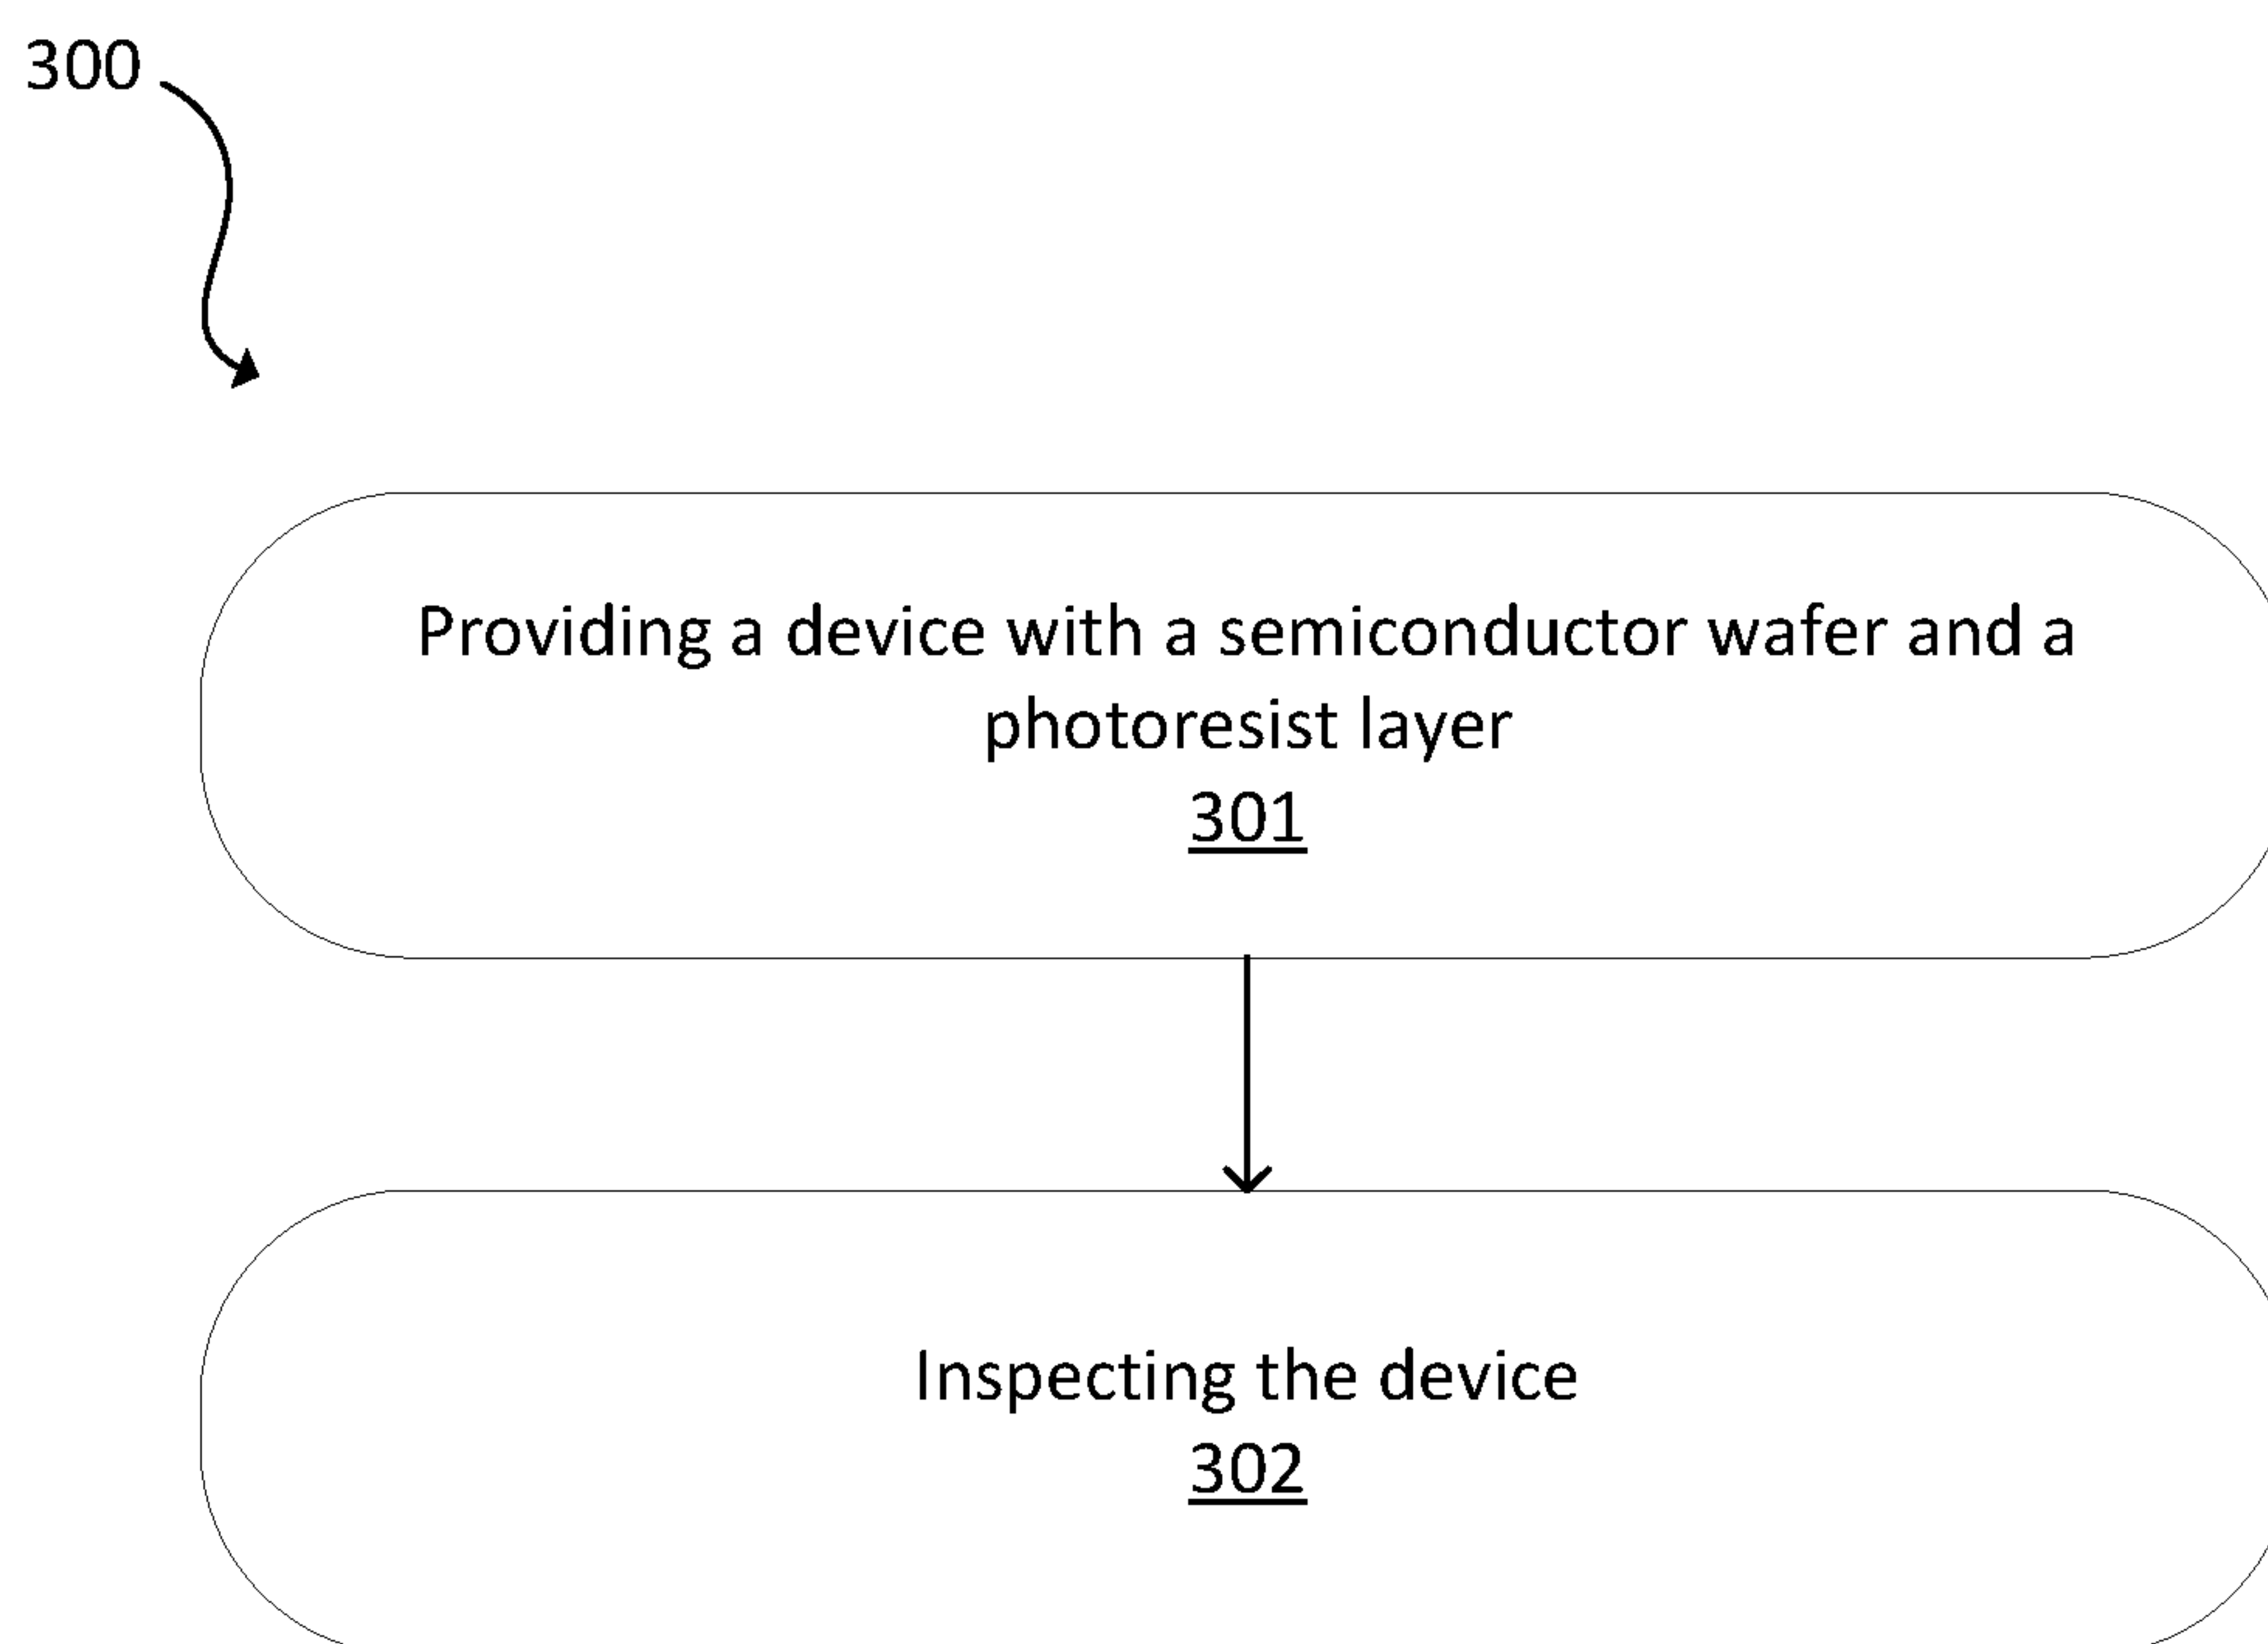 300
Providing a device with a semiconductor wafer and a
photoresist layer
301
Inspecting the device
302